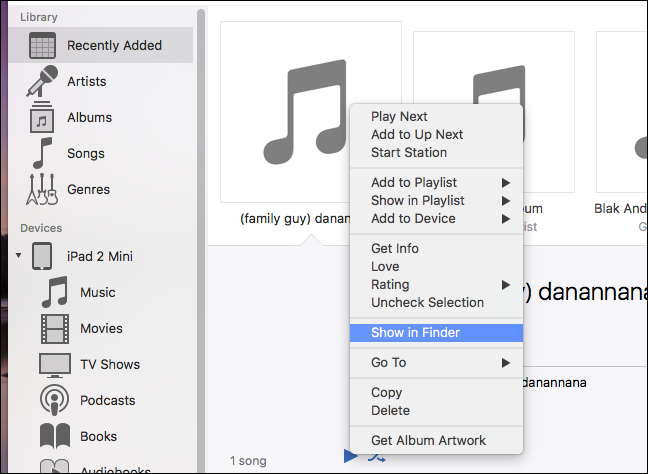 Library
Recently Added
Artists
Albums
Songs
Genres
Devices
iPad 2 Mini
Music
Movies
TV Shows
Podcasts
Books
Audiobooks
(family guy) danann
Blak And
1 song
) danannana
danannana
Play Next
Add to Up Next
Start Station
Add to Playlist
Show in Playlist
Add to Device
Get Info
Love
Rating
Uncheck Selection
Show in Finder
Go To
Copy
Delete
Get Album Artwork